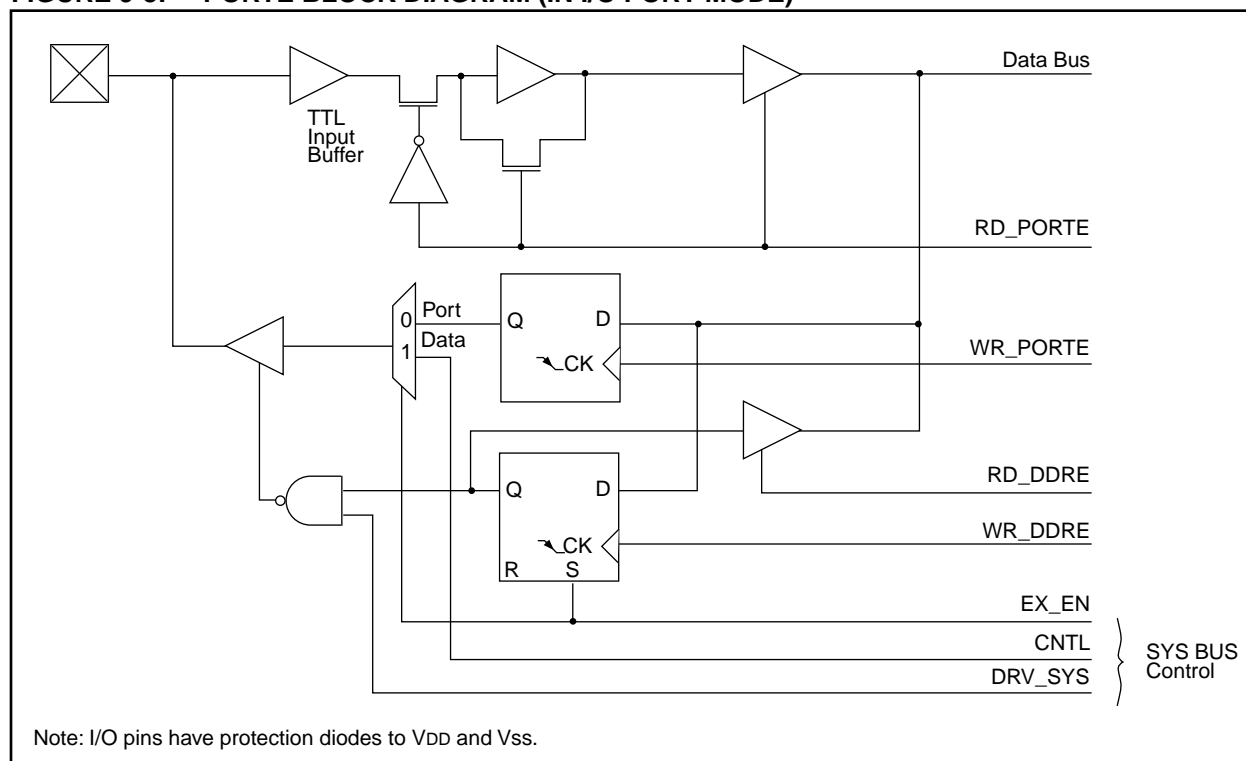 TTL
Input
Buffer
Data Bus
RD_PORTE
Port
0
Data
1
Q
D
CK
WR_PORTE
Q
D
CK
R
S
RD_DDRE
WR_DDRE
EX_EN
CNTL
DRV_SYS
SYS BUS
Control
Note: I/O pins have protection diodes to VDD and Vss.